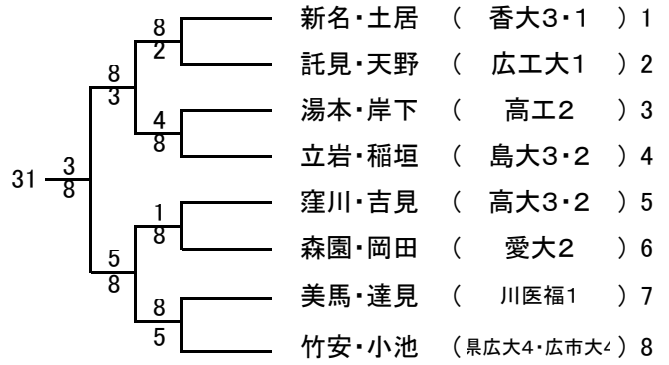 8
2
新名・土居 ( 香大3・1 ) 1
託見・天野 ( 広工大1 ) 2
8
3
4
8
湯本・岸下 ( 高工2 ) 3
立岩・稲垣 ( 島大3・2 ) 4
31
3
8
1
8
窪川・吉見 ( 高大3・2 ) 5
森園・岡田 ( 愛大2 ) 6
5
8
8
5
美馬・達見 ( 川医福1 ) 7
竹安・小池 ( 県広大4・広市大4 ) 8